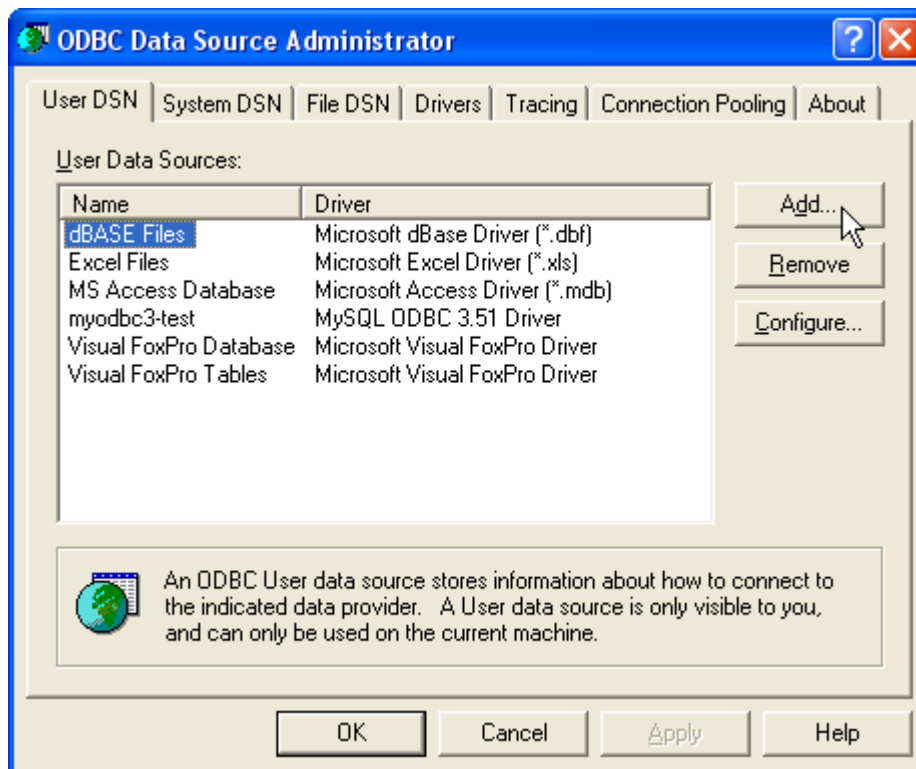 ODBC Data Source Administrator
User DSN System DSN File DSN Drivers Tracing Connection Pooling About
User Data Sources:
Name Driver
dBASE Files Microsoft dBase Driver (*.dbf)
Excel Files Microsoft Excel Driver (*.xls)
MS Access Database Microsoft Access Driver (*.mdb)
myodbc3-test MySQL ODBC 3.51 Driver
Visual FoxPro Database Microsoft Visual FoxPro Driver
Visual FoxPro Tables Microsoft Visual FoxPro Driver
Add...
Remove
Configure...
An ODBC User data source stores information about how to connect to
the indicated data provider. A User data source is only visible to you,
and can only be used on the current machine.
OK Cancel Apply Help